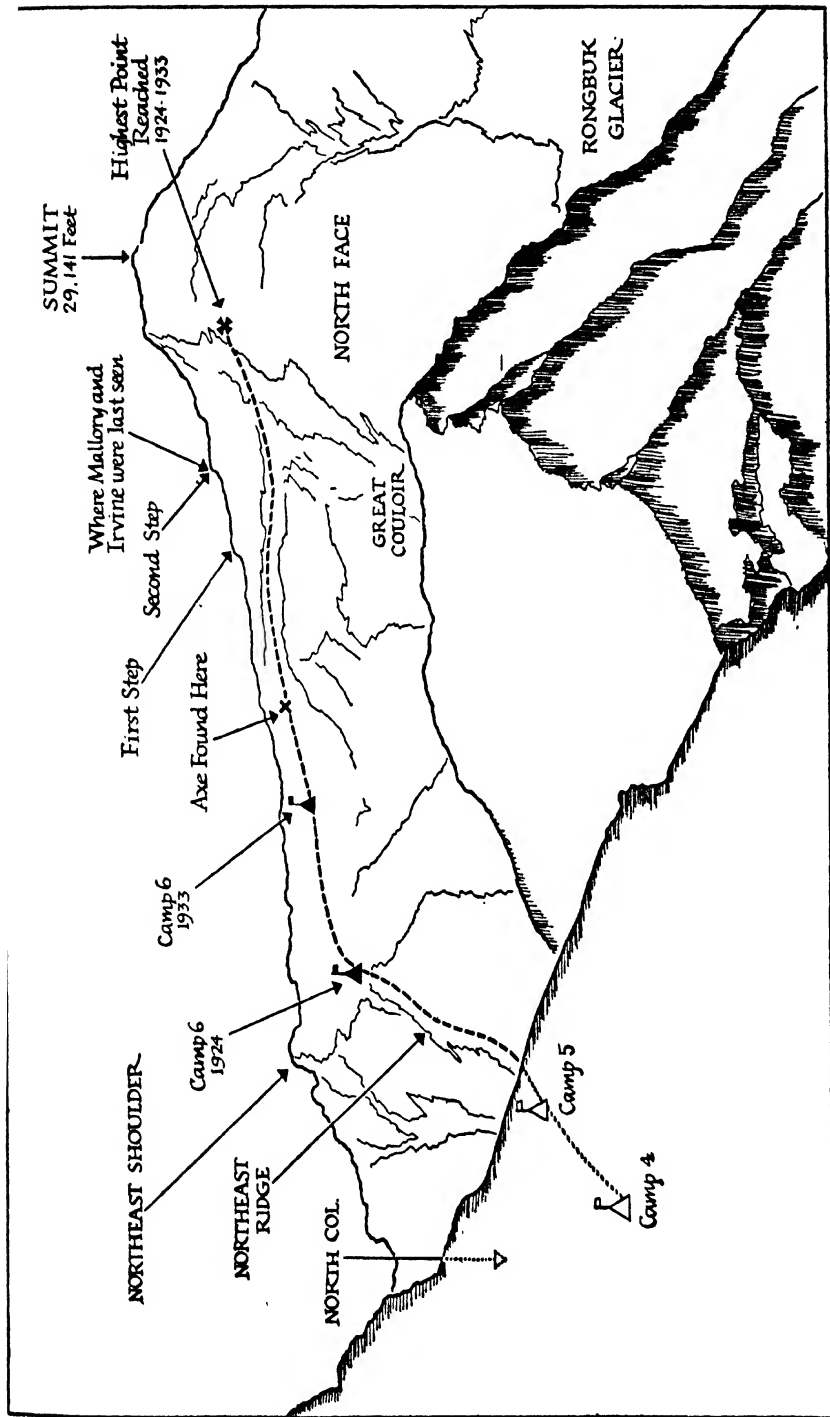 SUMMIT
29,141 Feet
Highest Point
Reached
1924-1933
Where Mallory and
Irvine were last seen
Second Step
First Step
Axe Found Here
Camp 6
1933
Camp 6
1924
NORTHEAST SHOULDER
NORTHEAST
RIDGE
NORTH COL.
Camp 5
Camp 4
NORTH FACE
GREAT
COULOIR
RONGBUK
GLACIER